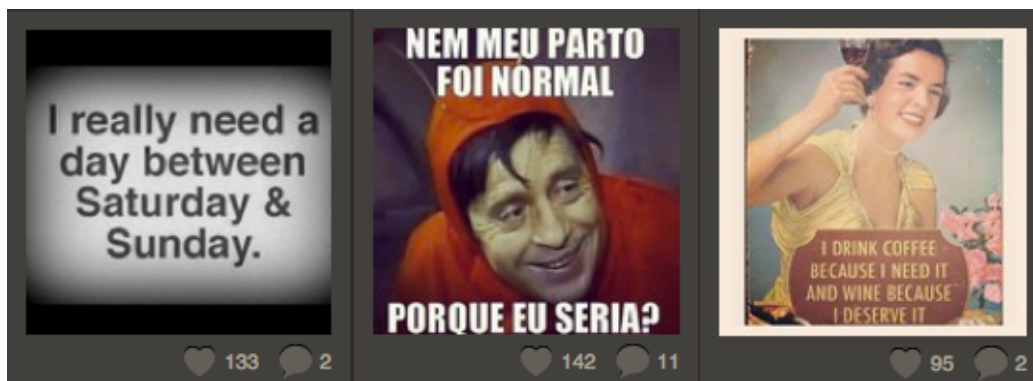 I really need a
day between
Saturday &
Sunday.
133
2
NEM MEU PARTO
FOI NORMAL
PORQUE EU SERIA?
142
11
I DRINK COFFEE
BECAUSE I NEED IT
AND WINE BECAUSE
I DESERVE IT
95
2